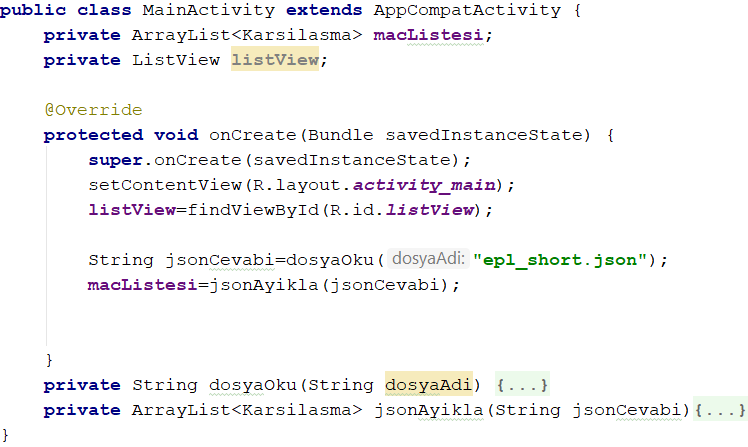 public class MainActivity extends AppCompatActivity {
    private ArrayList<Karsilasma> macListesi;
    private ListView listView;

    @Override
    protected void onCreate(Bundle savedInstanceState) {
        super.onCreate(savedInstanceState);
        setContentView(R.layout.activity_main);
        listView=findViewById(R.id.listView);

        String jsonCevabi=dosyaOku( dosyaAdi: "epl_short.json");
        macListesi=jsonAyikla(jsonCevabi);

    }
    private String dosyaOku(String dosyaAdi) {...}
    private ArrayList<Karsilasma> jsonAyikla(String jsonCevabi){...}
}